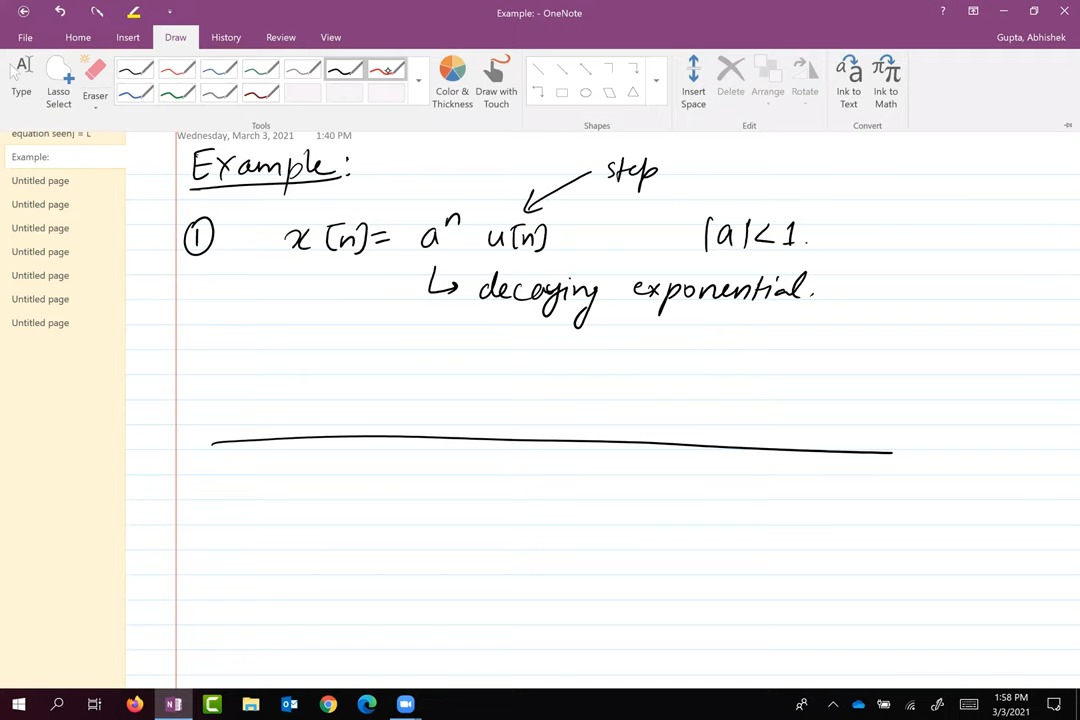 Example: - OneNote
Gupta, Abhishek
File Home Insert Draw History Review View
Type
Lasso Select
Eraser
Color & Thickness
Draw with Touch
Insert Space
Delete
Arrange
Rotate
Ink to Text
Ink to Math
Tools
Shapes
Edit
Convert
equation seen] = L
Example:
Untitled page
Untitled page
Untitled page
Untitled page
Untitled page
Untitled page
Untitled page
Wednesday, March 3, 2021 1:40 PM
Example:
step
① x[n] = aⁿ u[n] |a| < 1.
↳ decaying exponential.
1:58 PM
3/3/2021